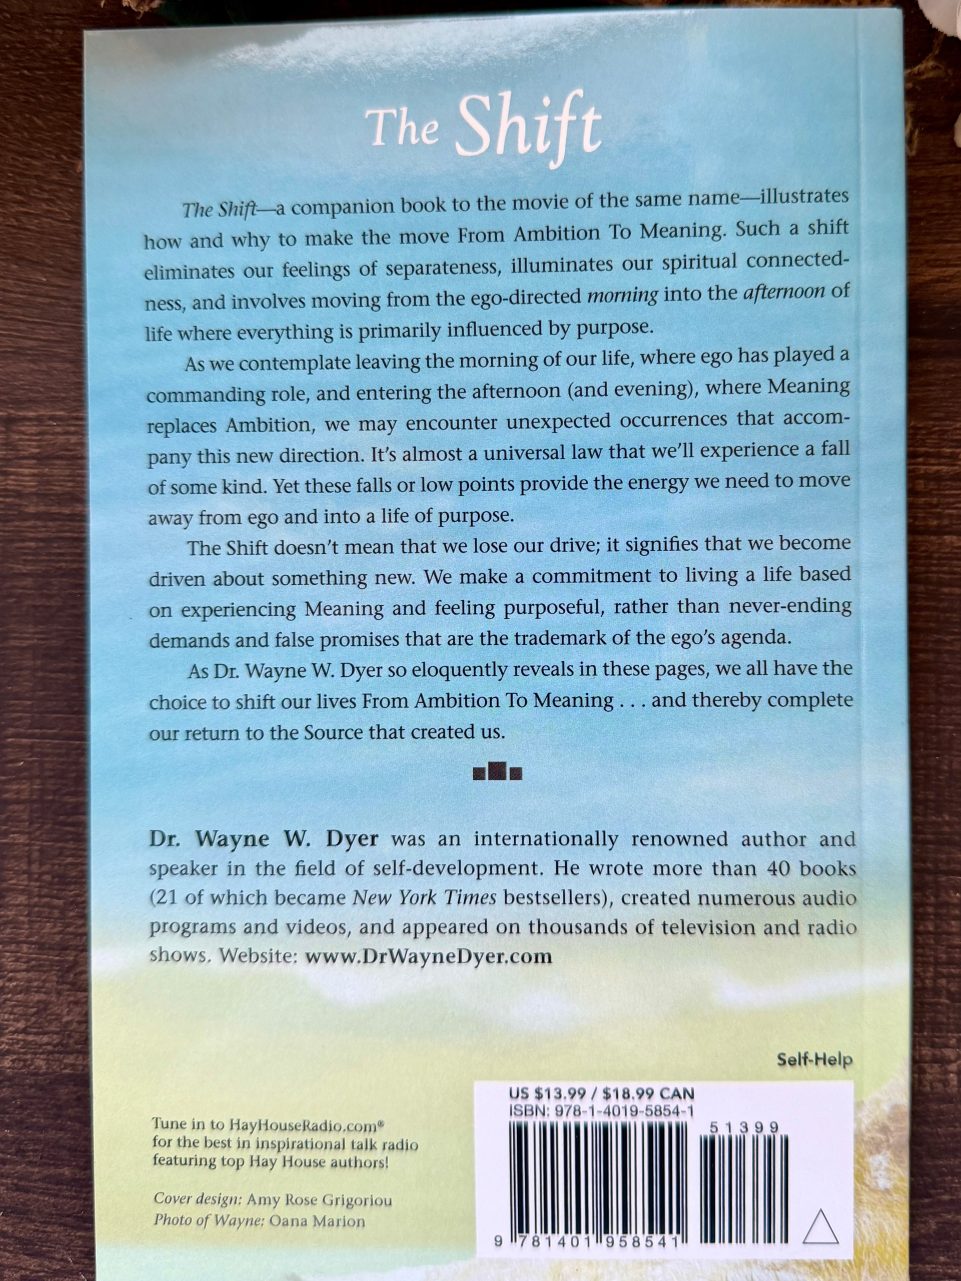 The Shift
The Shift—a companion book to the movie of the same name—illustrates
how and why to make the move From Ambition To Meaning. Such a shift
eliminates our feelings of separateness, illuminates our spiritual connected-
ness, and involves moving from the ego-directed morning into the afternoon of
life where everything is primarily influenced by purpose.
As we contemplate leaving the morning of our life, where ego has played a
commanding role, and entering the afternoon (and evening), where Meaning
replaces Ambition, we may encounter unexpected occurrences that accom-
pany this new direction. It’s almost a universal law that we’ll experience a fall
of some kind. Yet these falls or low points provide the energy we need to move
away from ego and into a life of purpose.
The Shift doesn’t mean that we lose our drive; it signifies that we become
driven about something new. We make a commitment to living a life based
on experiencing Meaning and feeling purposeful, rather than never-ending
demands and false promises that are the trademark of the ego’s agenda.
As Dr. Wayne W. Dyer so eloquently reveals in these pages, we all have the
choice to shift our lives From Ambition To Meaning . . . and thereby complete
our return to the Source that created us.
Dr. Wayne W. Dyer was an internationally renowned author and
speaker in the field of self-development. He wrote more than 40 books
(21 of which became New York Times bestsellers), created numerous audio
programs and videos, and appeared on thousands of television and radio
shows. Website: www.DrWayneDyer.com
Self-Help
Tune in to HayHouseRadio.com®
for the best in inspirational talk radio
featuring top Hay House authors!
Cover design: Amy Rose Grigoriou
Photo of Wayne: Oana Marion
US $13.99 / $18.99 CAN
ISBN: 978-1-4019-5854-1
51399
9 781401 958541